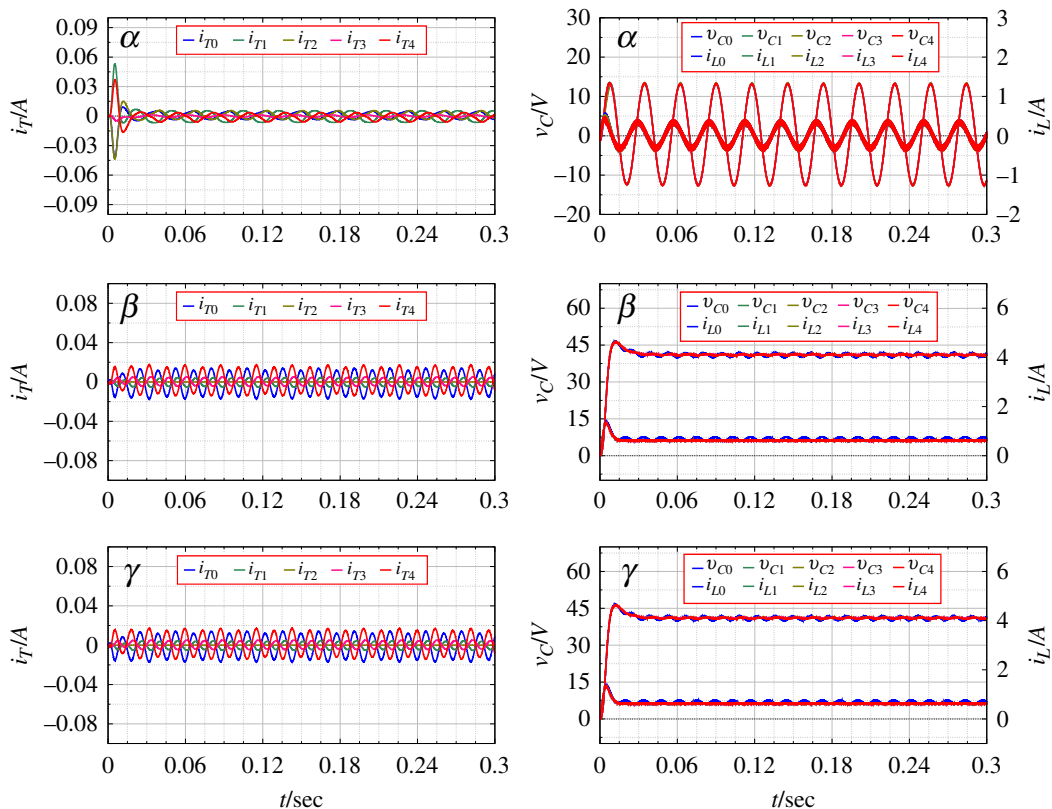 α
i_T0 i_T1 i_T2 i_T3 i_T4
i_T/A
0.09
0.06
0.03
0
−0.03
−0.06
−0.09
0 0.06 0.12 0.18 0.24 0.3
α
υ_C0 υ_C1 υ_C2 υ_C3 υ_C4
i_L0 i_L1 i_L2 i_L3 i_L4
v_C/V
30
20
10
0
−10
−20
3
2
1
0
−1
−2
i_L/A
0 0.06 0.12 0.18 0.24 0.3
β
i_T0 i_T1 i_T2 i_T3 i_T4
i_T/A
0.08
0.04
0
−0.04
−0.08
0 0.06 0.12 0.18 0.24 0.3
β
υ_C0 υ_C1 υ_C2 υ_C3 υ_C4
i_L0 i_L1 i_L2 i_L3 i_L4
v_C/V
60
45
30
15
0
6
4
2
0
i_L/A
0 0.06 0.12 0.18 0.24 0.3
γ
i_T0 i_T1 i_T2 i_T3 i_T4
i_T/A
0.08
0.04
0
−0.04
−0.08
0 0.06 0.12 0.18 0.24 0.3
t/sec
γ
υ_C0 υ_C1 υ_C2 υ_C3 υ_C4
i_L0 i_L1 i_L2 i_L3 i_L4
v_C/V
60
45
30
15
0
6
4
2
0
i_L/A
0 0.06 0.12 0.18 0.24 0.3
t/sec